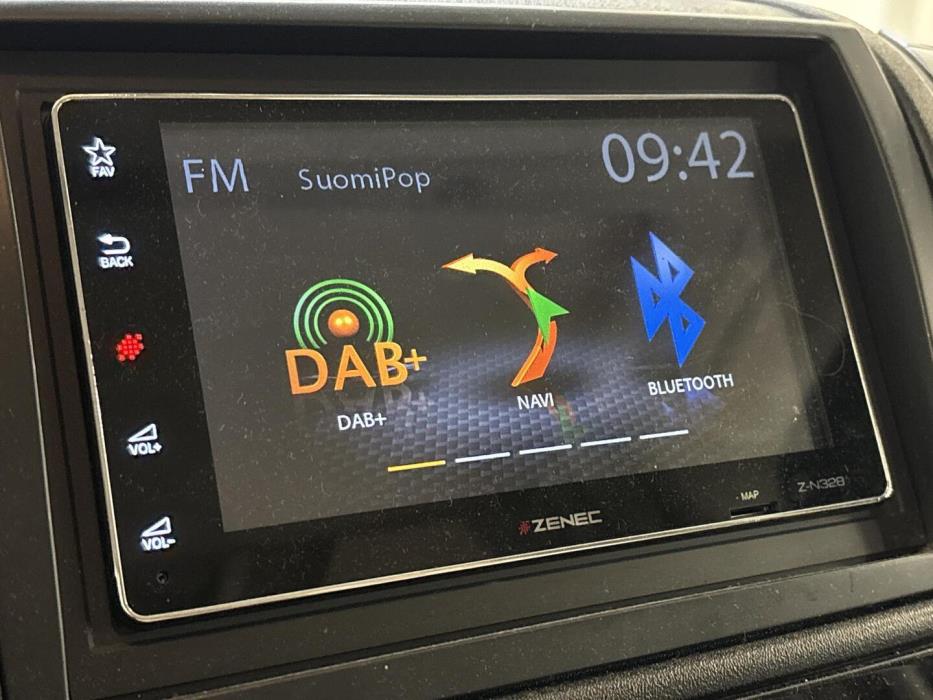 FAV
BACK
VOL+
VOL-
FM SuomiPop 09:42
DAB+
DAB+
NAVI
BLUETOOTH
ZENEC
MAP
Z-N328